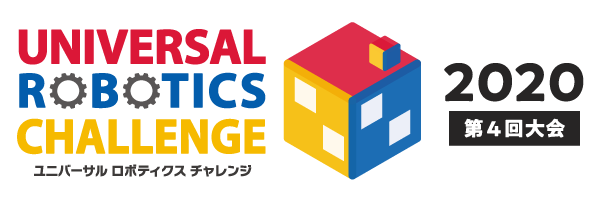 UNIVERSAL
ROBOTICS
CHALLENGE
ユニバーサル ロボティクス チャレンジ
2020
第4回大会